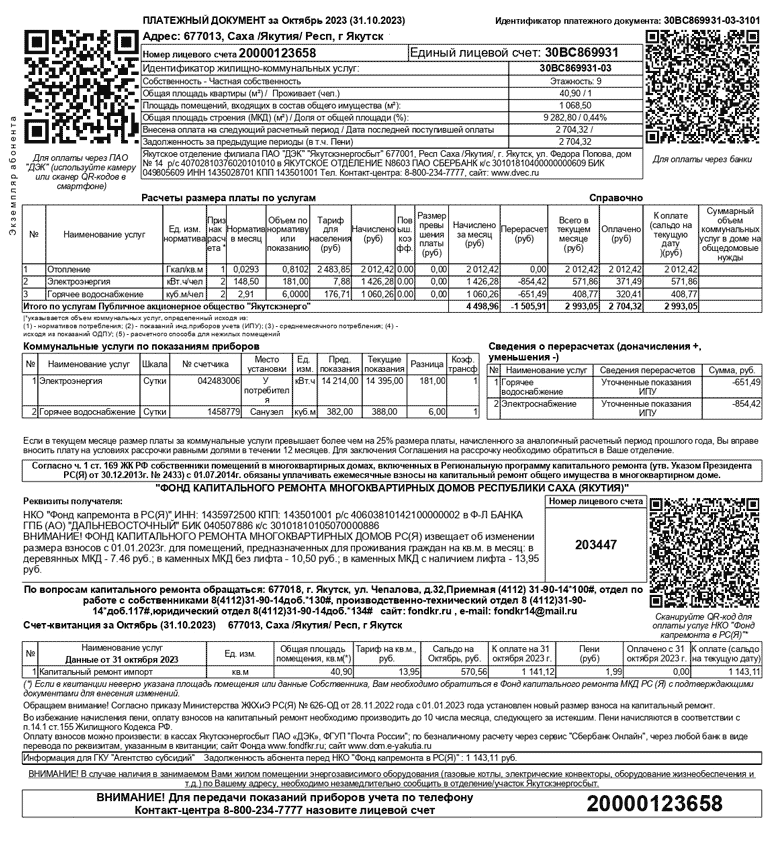 ПЛАТЕЖНЫЙ ДОКУМЕНТ за Октябрь 2023 (31.10.2023)
Идентификатор платежного документа: 30ВС869931-03-3101
Адрес: 677013, Саха /Якутия/ Респ, г Якутск
Номер лицевого счета 20000123658
Единый лицевой счет: 30ВС869931
Идентификатор жилищно-коммунальных услуг: 30ВС869931-03
Собственность - Частная собственность Этажность: 9
Общая площадь квартиры (м²) / Проживает (чел.) 40,90 / 1
Площадь помещений, входящих в состав общего имущества (м²): 1 068,50
Общая площадь строения (МКД) (м²) / Доля от общей площади (%): 9 282,80 / 0,44%
Внесена оплата на следующий расчетный период / Дата последней поступившей оплаты 2 704,32 /
Задолженность за предыдущие периоды (в т.ч. Пени) 2 704,32
Экземпляр абонента
Для оплаты через ПАО
"ДЭК" (используйте камеру
или сканер QR-кодов в
смартфоне)
Якутское отделение филиала ПАО "ДЭК" "Якутскэнергосбыт" 677001, Респ Саха /Якутия/, г. Якутск, ул. Федора Попова, дом
№ 14 р/с 40702810376020101010 в ЯКУТСКОЕ ОТДЕЛЕНИЕ N8603 ПАО СБЕРБАНК к/с 30101810400000000609 БИК
049805609 ИНН 1435028701 КПП 143501001 Тел. Контакт-центра: 8-800-234-7777, сайт: www.dvec.ru
Для оплаты через банки
Расчеты размера платы по услугам
Справочно
№ Наименование услуг Ед. изм. норматива Признак расчета * Норматив в месяц Объем по нормативу или показанию Тариф для населения (руб) Начислено (руб) Повыш. коэфф. Размер превышения платы (руб) Начислено за месяц (руб) Перерасчет (руб) Всего в текущем месяце (руб) Оплачено (руб) К оплате (сальдо на текущую дату) (руб) Суммарный объем коммунальных услуг в доме на общедомовые нужды
1 Отопление Гкал/кв.м 1 0,0293 0,8102 2 483,85 2 012,42 0.00 0,00 2 012,42 0,00 2 012,42 2 012,42
2 Электроэнергия кВт.ч/чел 2 148,50 181,00 7,88 1 426,28 0.00 0,00 1 426,28 -854,42 571,86 371,49 571,86
3 Горячее водоснабжение куб.м/чел 2 2,91 6,0000 176,71 1 060,26 0.00 0,00 1 060,26 -651,49 408,77 320,41 408,77
Итого по услугам Публичное акционерное общество "Якутскэнерго" 4 498,96 -1 505,91 2 993,05 2 704,32 2 993,05
(*указывается объем коммунальных услуг, определенный исходя из:
(1) - нормативов потребления; (2) - показаний инд.приборов учета (ИПУ); (3) - среднемесячного потребления; (4) -
исходя из показаний ОДПУ; (5) - расчетного способа для нежилых помещений
Коммунальные услуги по показаниям приборов
№ Наименование услуг Шкала № счетчика Место установки Ед. изм. Пред. показания Текущие показания Разница Коэф. трансф
1 Электроэнергия Сутки 042483006 У потребителя кВт.ч 14 214,00 14 395,00 181,00 1
2 Горячее водоснабжение Сутки 1458779 Санузел куб.м 382,00 388,00 6,00 1
Сведения о перерасчетах (доначисления +,
уменьшения -)
№ Наименование услуг Сведения перерасчетов Сумма, руб.
1 Горячее водоснабжение Уточненные показания ИПУ -651,49
2 Электроснабжение Уточненные показания ИПУ -854,42
Если в текущем месяце размер платы за коммунальные услуги превышает более чем на 25% размера платы, начисленного за аналогичный расчетный период прошлого года, Вы вправе
вносить плату на условиях рассрочки равными долями в течении 12 месяцев. Для заключения Соглашения на рассрочку необходимо обратиться в Ваше отделение.
Согласно ч. 1 ст. 169 ЖК РФ собственники помещений в многоквартирных домах, включенных в Региональную программу капитального ремонта (утв. Указом Президента
РС(Я) от 30.12.2013г. № 2433) с 01.07.2014г. обязаны уплачивать ежемесячные взносы на капитальный ремонт общего имущества в многоквартирном доме.
"ФОНД КАПИТАЛЬНОГО РЕМОНТА МНОГОКВАРТИРНЫХ ДОМОВ РЕСПУБЛИКИ САХА (ЯКУТИЯ)"
Реквизиты получателя:
НКО "Фонд капремонта в РС(Я)" ИНН: 1435972500 КПП: 143501001 р/с 40603810142100000002 в Ф-Л БАНКА
ГПБ (АО) "ДАЛЬНЕВОСТОЧНЫЙ" БИК 040507886 к/с 30101810105070000886
ВНИМАНИЕ! ФОНД КАПИТАЛЬНОГО РЕМОНТА МНОГОКВАРТИРНЫХ ДОМОВ РС(Я) извещает об изменении
размера взносов с 01.01.2023г. для помещений, предназначенных для проживания граждан на кв.м. в месяц: в
деревянных МКД - 7.46 руб.; в каменных МКД без лифта - 10,50 руб.; в каменных МКД с наличием лифта - 13,95
руб.
Номер лицевого счета
203447
По вопросам капитального ремонта обращаться: 677018, г. Якутск, ул. Чепалова, д.32,Приемная (4112) 31-90-14*100#, отдел по
работе с собственниками 8(4112)31-90-14доб.*130#, производственно-технический отдел 8 (4112)31-90-
14*доб.117#,юридический отдел 8(4112)31-90-14доб.*134# сайт: fondkr.ru , e-mail: fondkr14@mail.ru
Сканируйте QR-код для
оплаты услуг НКО "Фонд
капремонта в РС(Я)"*
Счет-квитанция за Октябрь (31.10.2023) 677013, Саха /Якутия/ Респ, г Якутск
№ Наименование услуг Данные от 31 октября 2023 Ед. изм. Общая площадь помещения, кв.м(*) Тариф на кв.м., руб. Сальдо на Октябрь, руб. К оплате на 31 октября 2023 г. Пени (руб) Оплачено с 31 октября 2023 г. К оплате (сальдо на текущую дату)
1 Капитальный ремонт импорт кв.м 40,90 13,95 570,56 1 141,12 1,99 0,00 1 143,11
(*) Если в квитанции неверно указана площадь помещения или данные Собственника, Вам необходимо обратиться в Фонд капитального ремонта МКД РС (Я) с подтверждающими
документами для внесения изменений.
Обращаем внимание! Согласно приказу Министерства ЖКХиЭ РС(Я) № 626-ОД от 28.11.2022 года с 01.01.2023 года установлен новый размер взноса на капитальный ремонт.
Во избежание начисления пени, оплату взносов на капитальный ремонт необходимо производить до 10 числа месяца, следующего за истекшим. Пени начисляются в соответствии с
п.14.1 ст.155 Жилищного Кодекса РФ.
Оплату взносов можно произвести: в кассах Якутскэнергосбыт ПАО «ДЭК», ФГУП "Почта России"; по безналичному расчету через сервис "Сбербанк Онлайн", через любой банк в виде
перевода по реквизитам, указанным в квитанции; сайт Фонда www.fondkr.ru; сайт www.dom.e-yakutia.ru
Информация для ГКУ "Агентство субсидий" Задолженность абонента перед НКО "Фонд капремонта в РС(Я)" : 1 143,11 руб.
ВНИМАНИЕ! В случае наличия в занимаемом Вами жилом помещении энергозависимого оборудования (газовые котлы, электрические конвекторы, оборудование жизнеобеспечения и
т.д.) по Вашему адресу, необходимо незамедлительно сообщить в отделение/участок Якутскэнергосбыт.
ВНИМАНИЕ! Для передачи показаний приборов учета по телефону
Контакт-центра 8-800-234-7777 назовите лицевой счет
20000123658